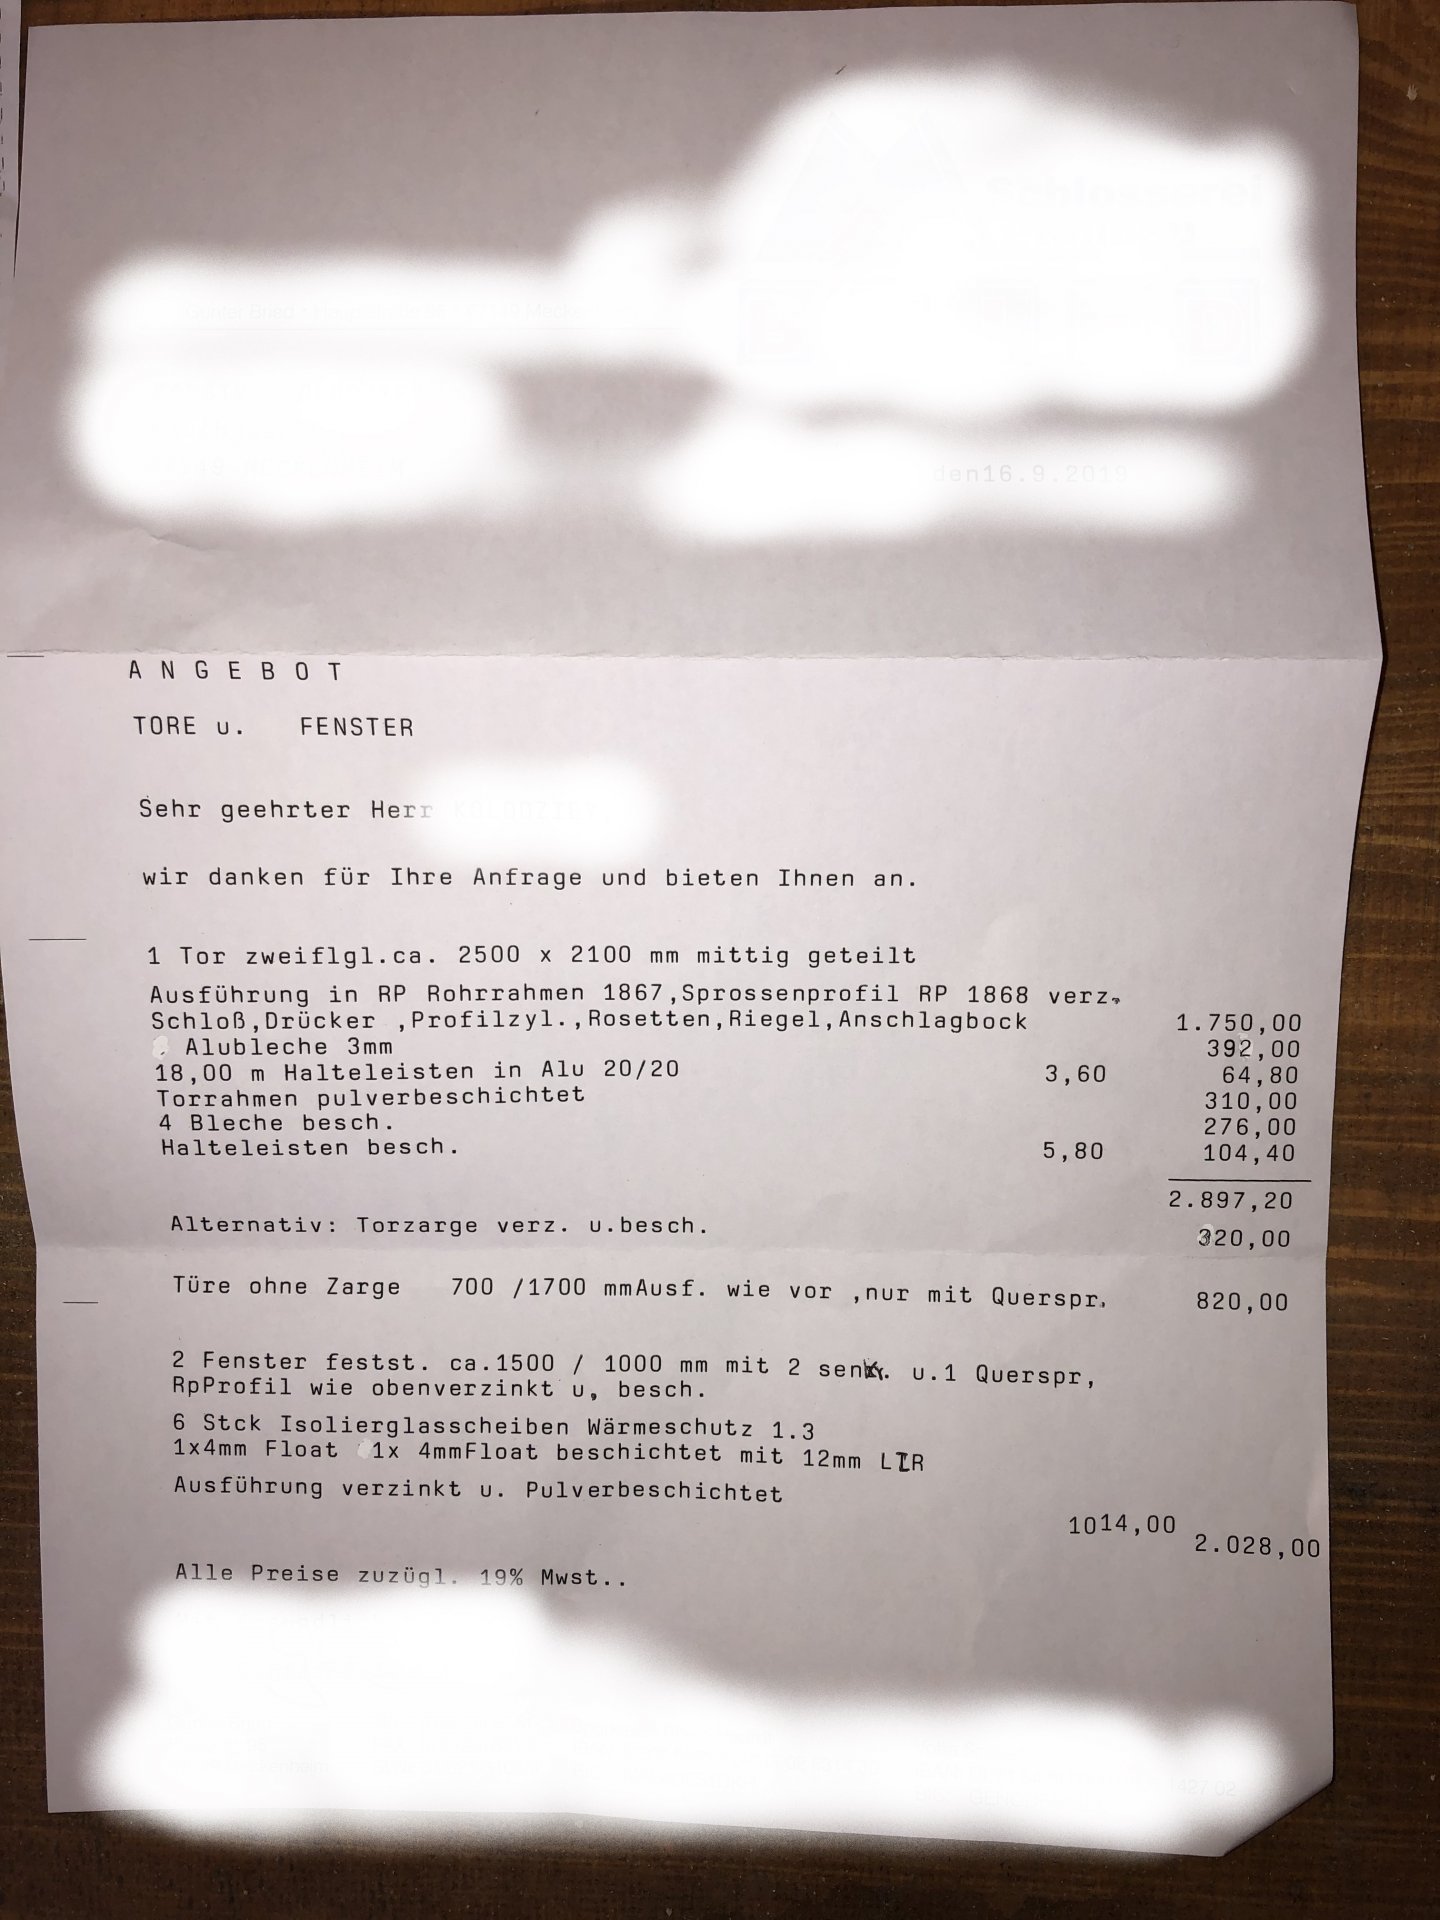 den16.9.2019
A N G E B O T
TORE u. FENSTER
Sehr geehrter Herr
wir danken für Ihre Anfrage und bieten Ihnen an.
1 Tor zweiflgl.ca. 2500 x 2100 mm mittig geteilt
Ausführung in RP Rohrrahmen 1867,Sprossenprofil RP 1868 verz.
Schloß,Drücker ,Profilzyl.,Rosetten,Riegel,Anschlagbock 1.750,00
Alubleche 3mm 392,00
18,00 m Halteleisten in Alu 20/20 3,60 64,80
Torrahmen pulverbeschichtet 310,00
4 Bleche besch. 276,00
Halteleisten besch. 5,80 104,40
2.897,20
Alternativ: Torzarge verz. u.besch. 320,00
Türe ohne Zarge 700 /1700 mmAusf. wie vor ,nur mit Querspr. 820,00
2 Fenster festst. ca.1500 / 1000 mm mit 2 senkr. u.1 Querspr,
RpProfil wie obenverzinkt u, besch.
6 Stck Isolierglasscheiben Wärmeschutz 1.3
1x4mm Float 1x 4mmFloat beschichtet mit 12mm LZR
Ausführung verzinkt u. Pulverbeschichtet
1014,00 2.028,00
Alle Preise zuzügl. 19% Mwst..